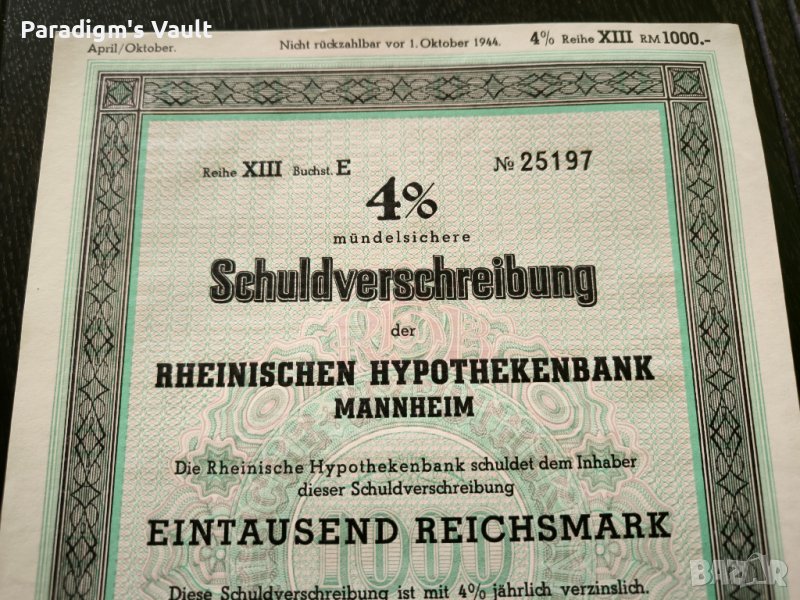 Paradigm's Vault
April/Oktober. Nicht rückzahlbar vor 1. Oktober 1944. 4% Reihe XIII RM 1000.-
Reihe XIII Buchst. E № 25197
4%
mündelsichere
Schuldverschreibung
der
RHEINISCHEN HYPOTHEKENBANK
MANNHEIM
Die Rheinische Hypothekenbank schuldet dem Inhaber
dieser Schuldverschreibung
EINTAUSEND REICHSMARK
1000
Diese Schuldverschreibung ist mit 4% jährlich verzinslich.
BAZAR